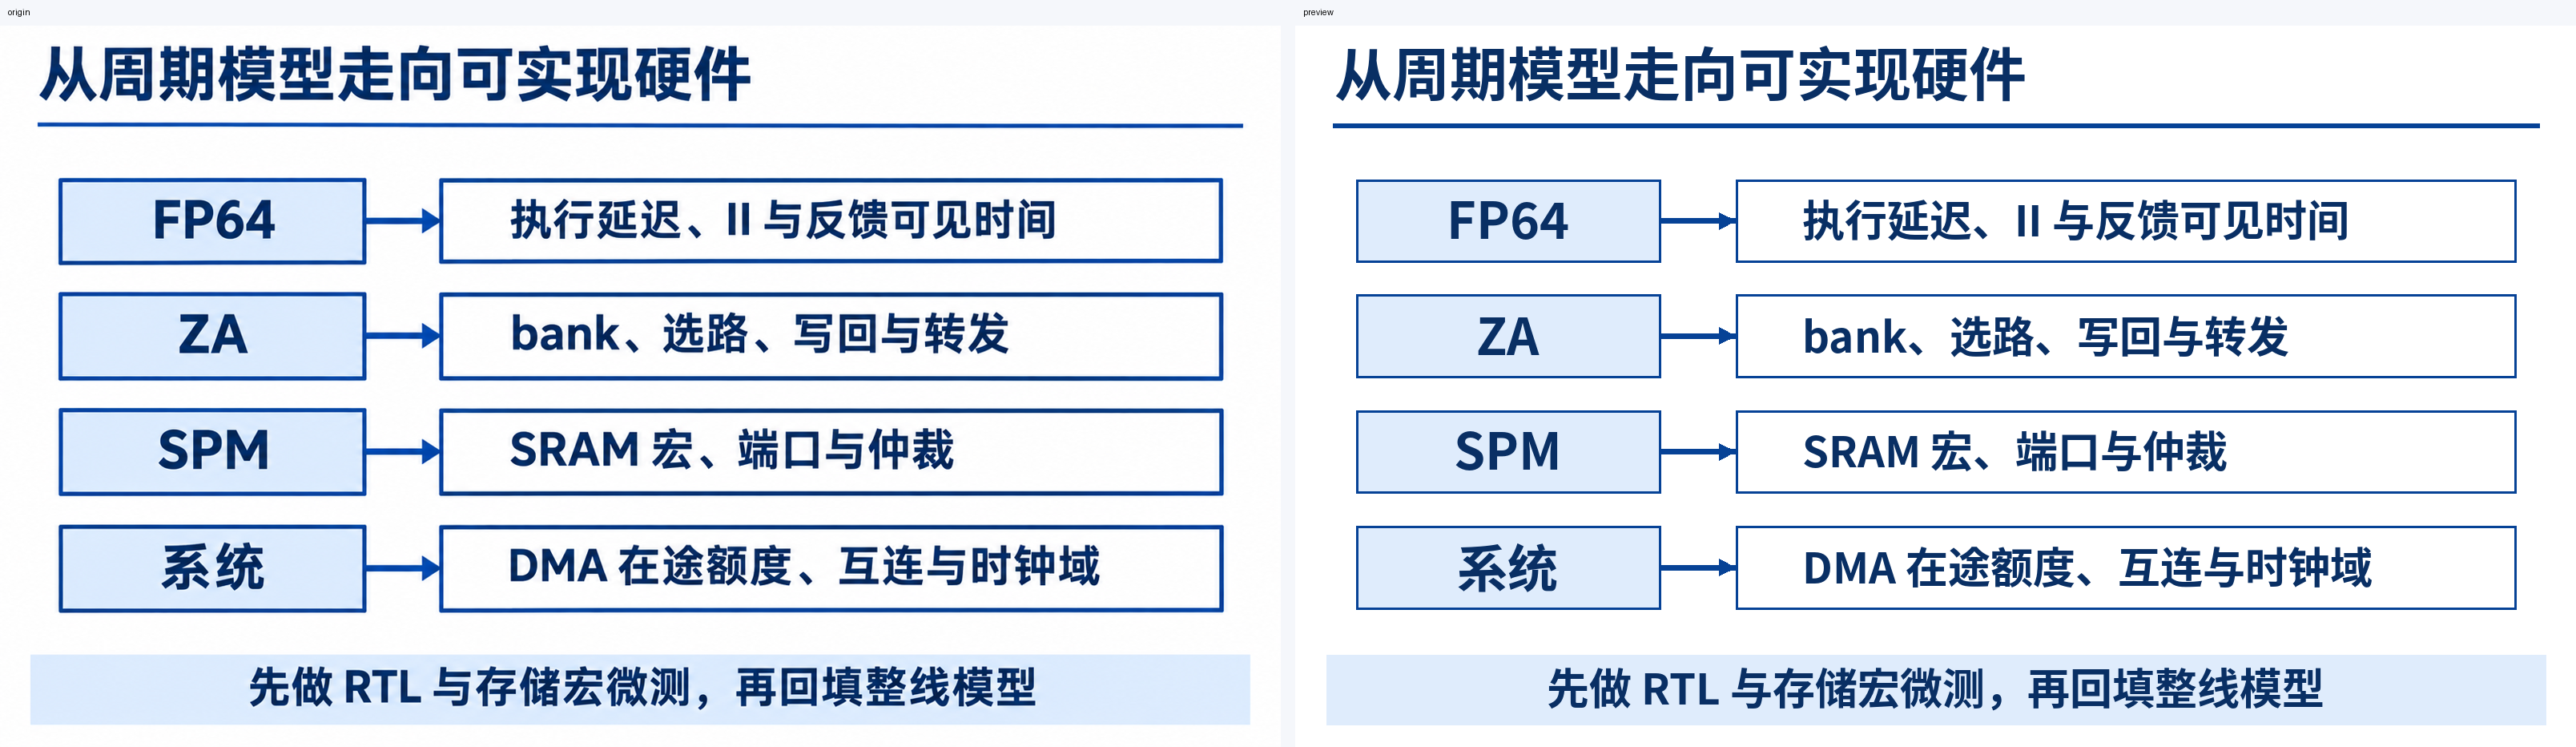 origin
从周期模型走向可实现硬件
FP64
执行延迟、II 与反馈可见时间
ZA
bank、选路、写回与转发
SPM
SRAM 宏、端口与仲裁
系统
DMA 在途额度、互连与时钟域
先做 RTL 与存储宏微测，再回填整线模型
preview
从周期模型走向可实现硬件
FP64
执行延迟、II 与反馈可见时间
ZA
bank、选路、写回与转发
SPM
SRAM 宏、端口与仲裁
系统
DMA 在途额度、互连与时钟域
先做 RTL 与存储宏微测，再回填整线模型